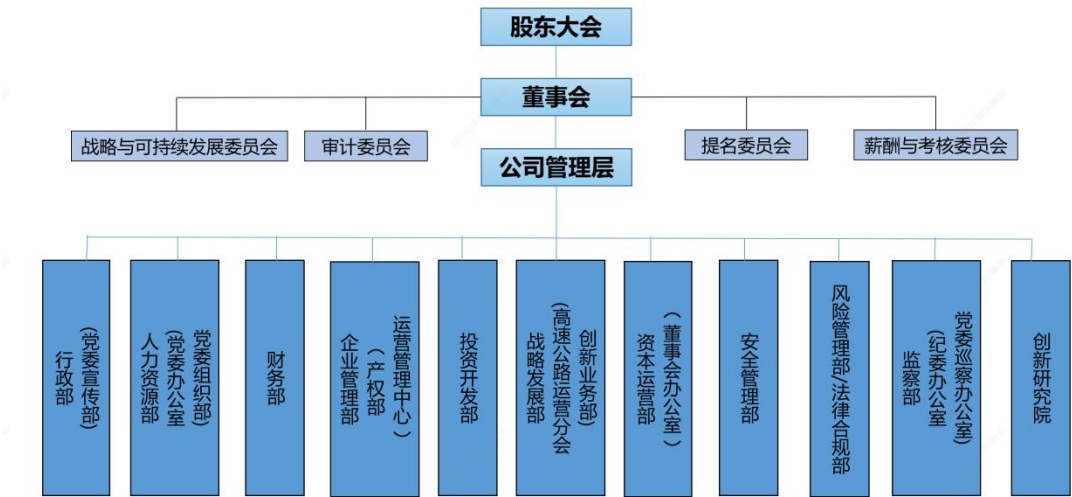 股东大会
董事会
战略与可持续发展委员会
审计委员会
提名委员会
薪酬与考核委员会
公司管理层
行政部
(党委宣传部)
人力资源部
(党委办公室
党委组织部)
财务部
企业管理部
(产权部
运营管理中心)
投资开发部
战略发展部
(高速公路运营分会
创新业务部)
资本运营部
(董事会办公室)
安全管理部
风险管理部/法律合规部
监察部
(纪委办公室
党委巡察办公室)
创新研究院